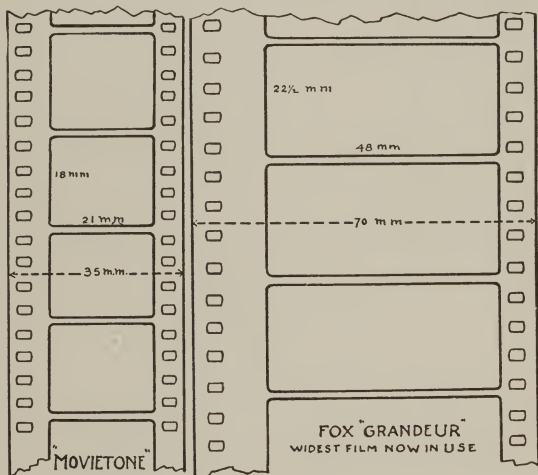 18 mm
21 mm
35 m.m.
"MOVIETONE"
22½ mm
48 mm
70 mm
FOX "GRANDEUR"
WIDEST FILM NOW IN USE